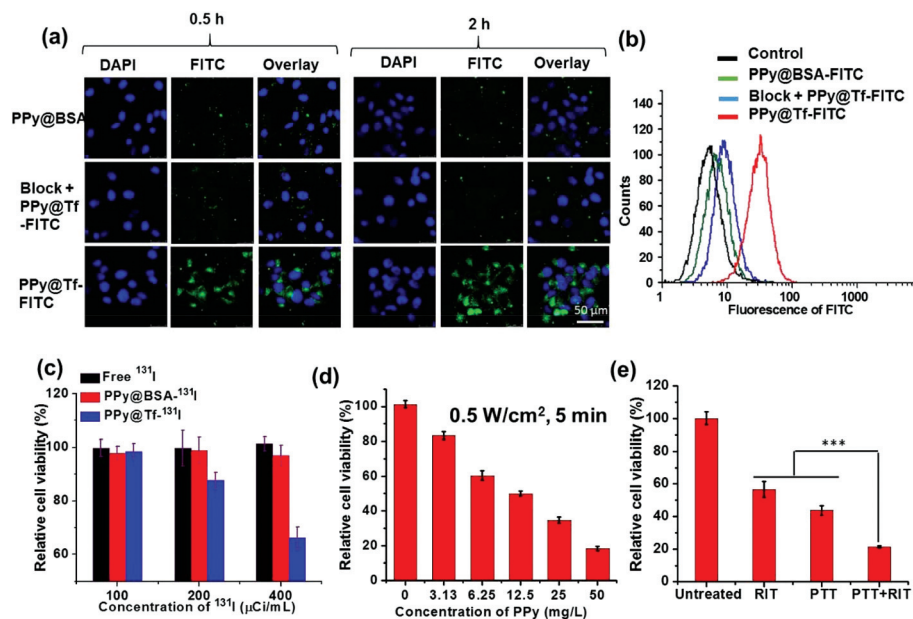 (a)
0.5 h
2 h
DAPI FITC Overlay
DAPI FITC Overlay
PPy@BSA
Block +
PPy@Tf
-FITC
PPy@Tf-
FITC
50 µm
(b)
Control
PPy@BSA-FITC
Block + PPy@Tf-FITC
PPy@Tf-FITC
Counts
140
120
100
80
60
40
20
0
1 10 100 1000
Fluorescence of FITC
(c)
Free ¹³¹I
PPy@BSA-¹³¹I
PPy@Tf-¹³¹I
Relative cell viability (%)
120
100
80
60
100 200 400
Concentration of ¹³¹I (µCi/mL)
(d)
0.5 W/cm², 5 min
Relative cell viability (%)
100
80
60
40
20
0
0 3.13 6.25 12.5 25 50
Concentration of PPy (mg/L)
(e)
***
Relative cell viability (%)
120
100
80
60
40
20
0
Untreated RIT PTT PTT+RIT